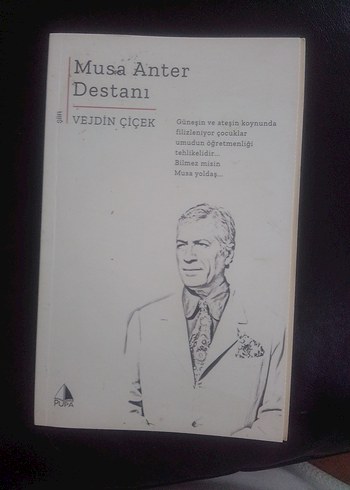 Musa Anter
Destanı
şiir
VEJDİN ÇİÇEK
Güneşin ve ateşin koynunda
filizleniyor çocuklar
umudun öğretmenliği
tehlikelidir...
Bilmez misin
Musa yoldaş...